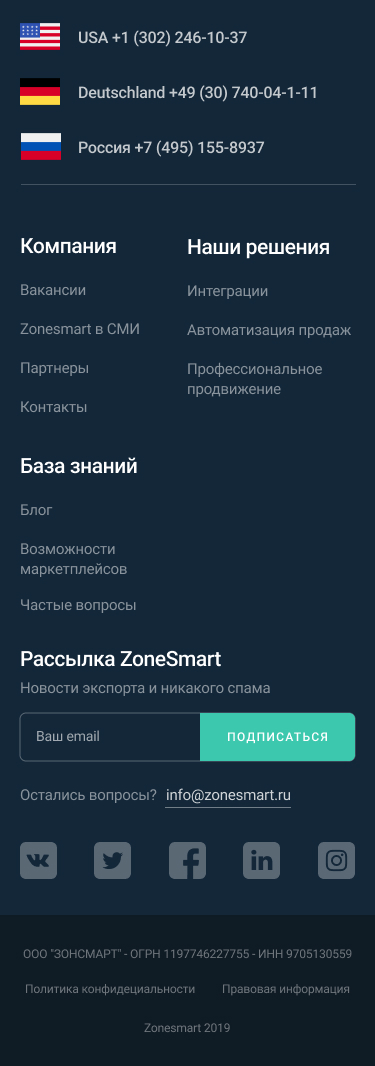 USA +1 (302) 246-10-37
Deutschland +49 (30) 740-04-1-11
Россия +7 (495) 155-8937
Компания
Вакансии
Zonesmart в СМИ
Партнеры
Контакты
Наши решения
Интеграции
Автоматизация продаж
Профессиональное
продвижение
База знаний
Блог
Возможности
маркетплейсов
Частые вопросы
Рассылка ZoneSmart
Новости экспорта и никакого спама
Ваш email
ПОДПИСАТЬСЯ
Остались вопросы? info@zonesmart.ru
ООО "ЗОНСМАРТ" - ОГРН 1197746227755 - ИНН 9705130559
Политика конфидециальности Правовая информация
Zonesmart 2019